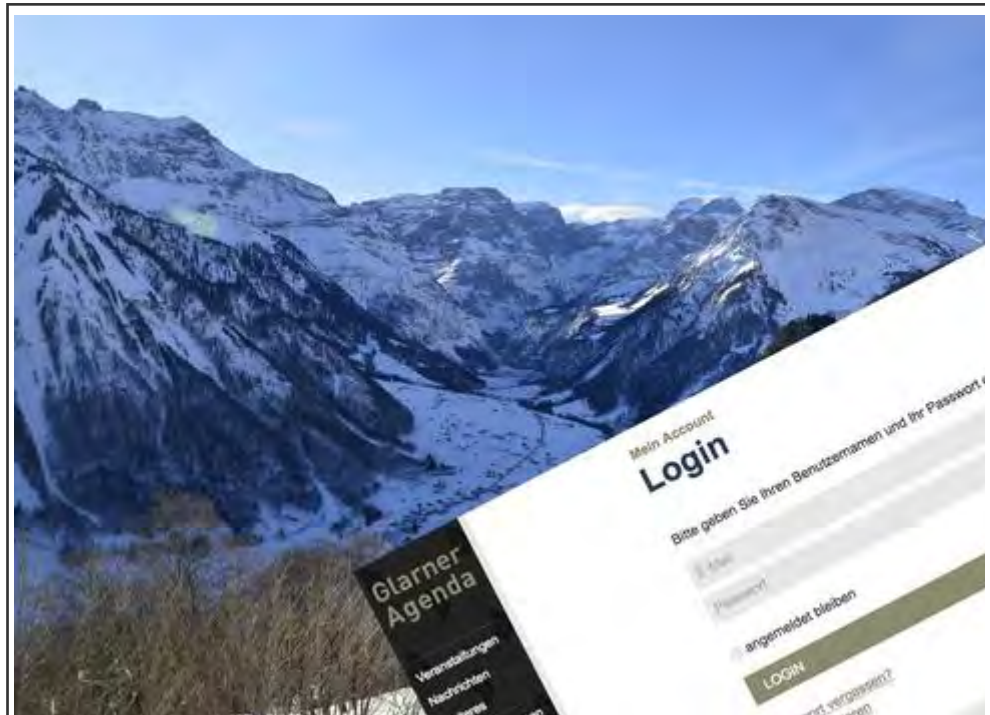 Mein Account
Login
Bitte geben Sie Ihren Benutzernamen und Ihr Passwort
E-Mail
Passwort
angemeldet bleiben
LOGIN
vergessen?
Glarner
Agenda
Veranstaltungen
Nachrichten